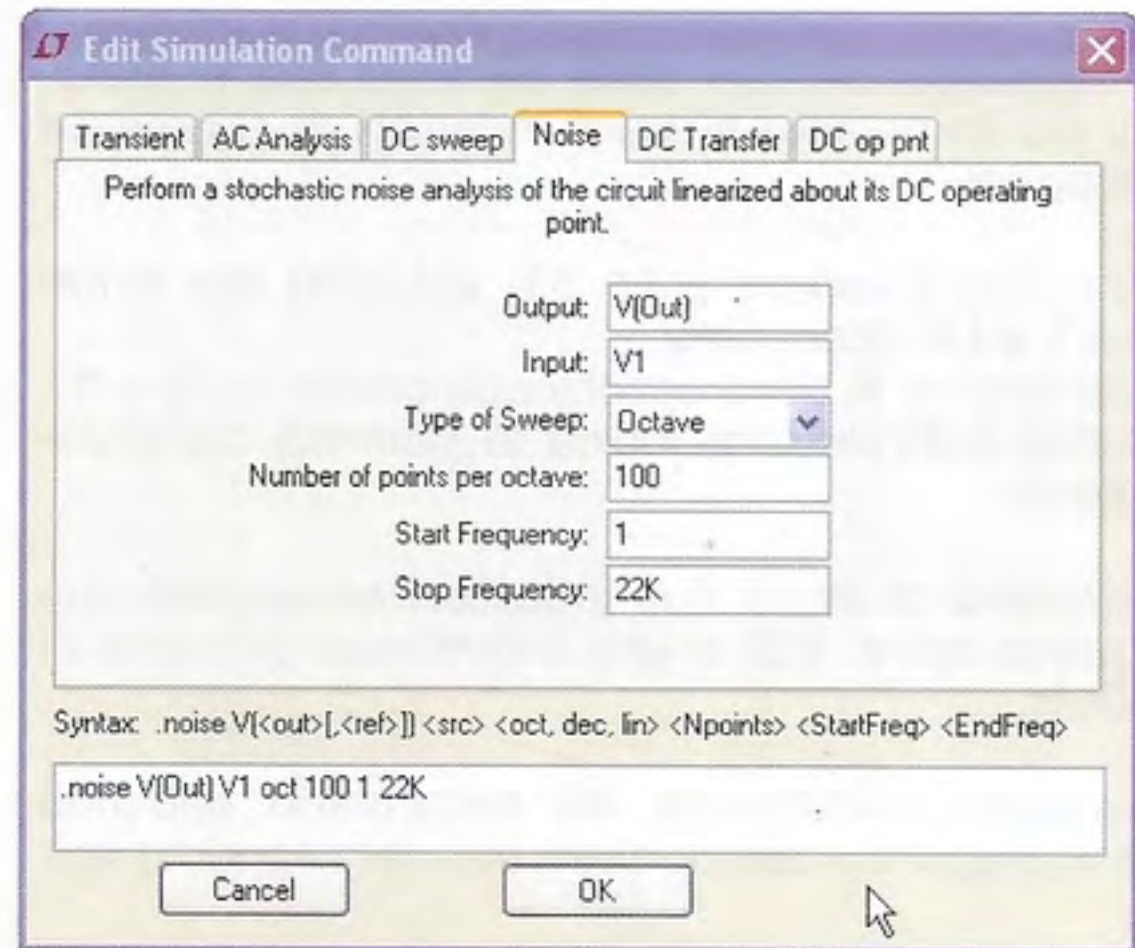 Edit Simulation Command
Transient AC Analysis DC sweep Noise DC Transfer DC op pnt
Perform a stochastic noise analysis of the circuit linearized about its DC operating
point.
Output: V(Out)
Input: V1
Type of Sweep: Octave
Number of points per octave: 100
Start Frequency: 1
Stop Frequency: 22K
Syntax: .noise V(<out>[,<ref>]) <src> <oct, dec, lin> <Npoints> <StartFreq> <EndFreq>
.noise V(Out) V1 oct 100 1 22K
Cancel OK